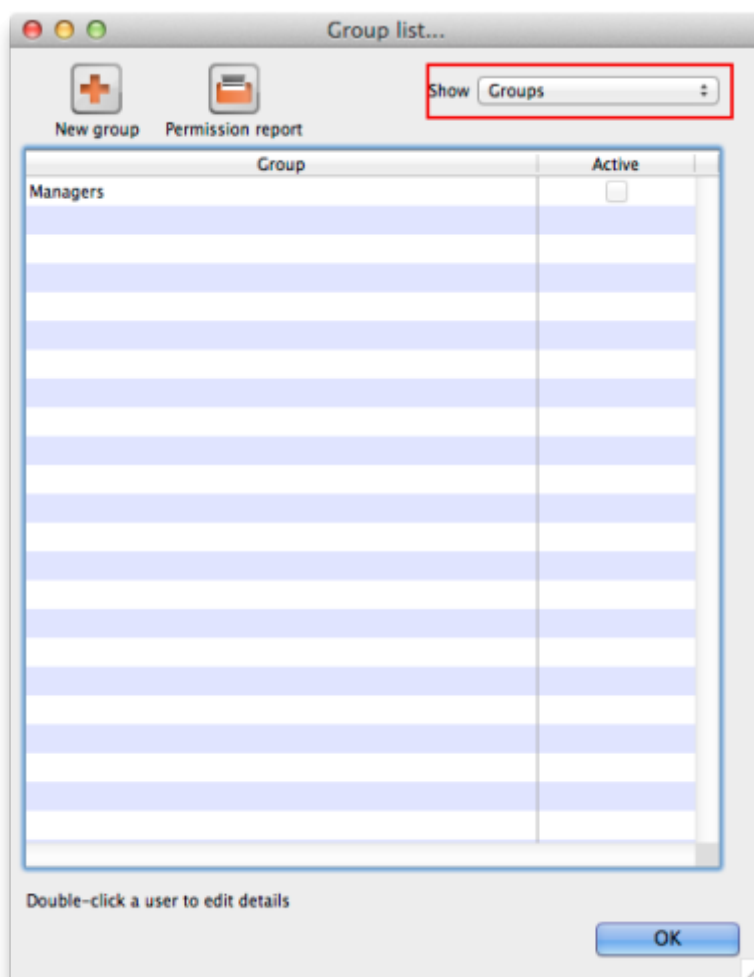 Group list...
Show Groups
New group Permission report
Group Active
Managers
Double-click a user to edit details
OK